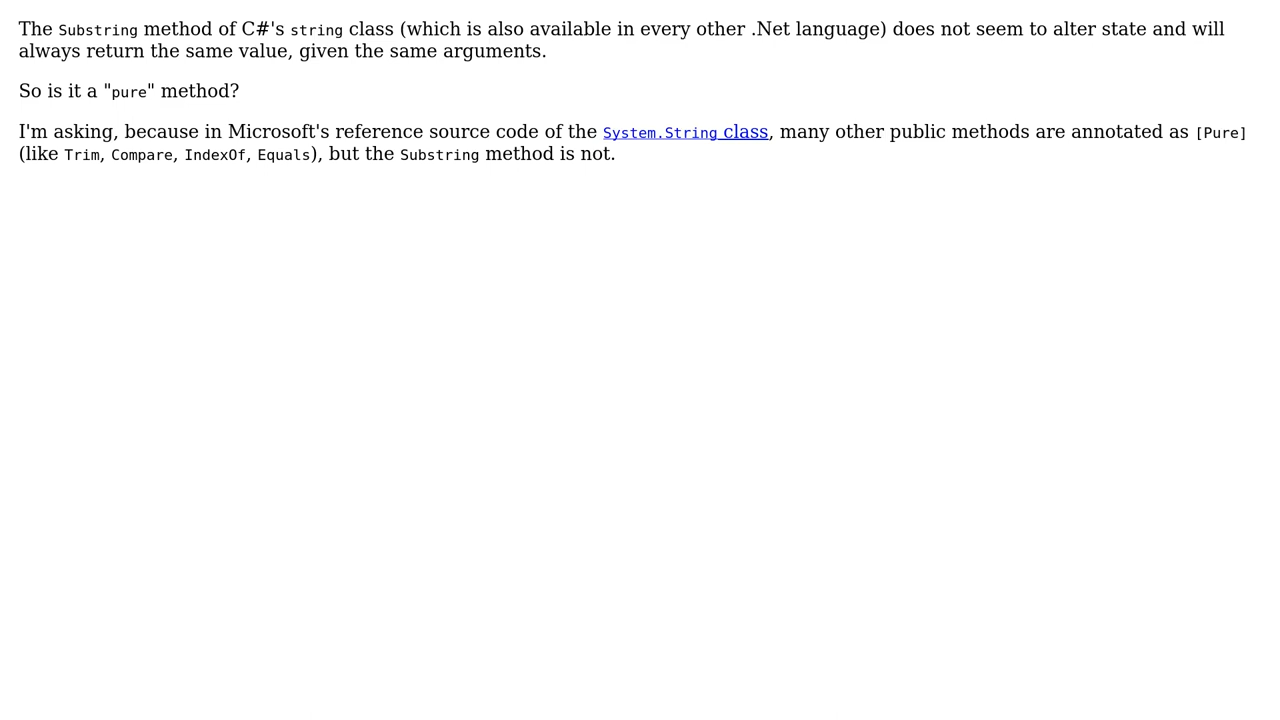 The Substring method of C#'s string class (which is also available in every other .Net language) does not seem to alter state and will
always return the same value, given the same arguments.
So is it a "pure" method?
I'm asking, because in Microsoft's reference source code of the System.String class, many other public methods are annotated as [Pure]
(like Trim, Compare, IndexOf, Equals), but the Substring method is not.